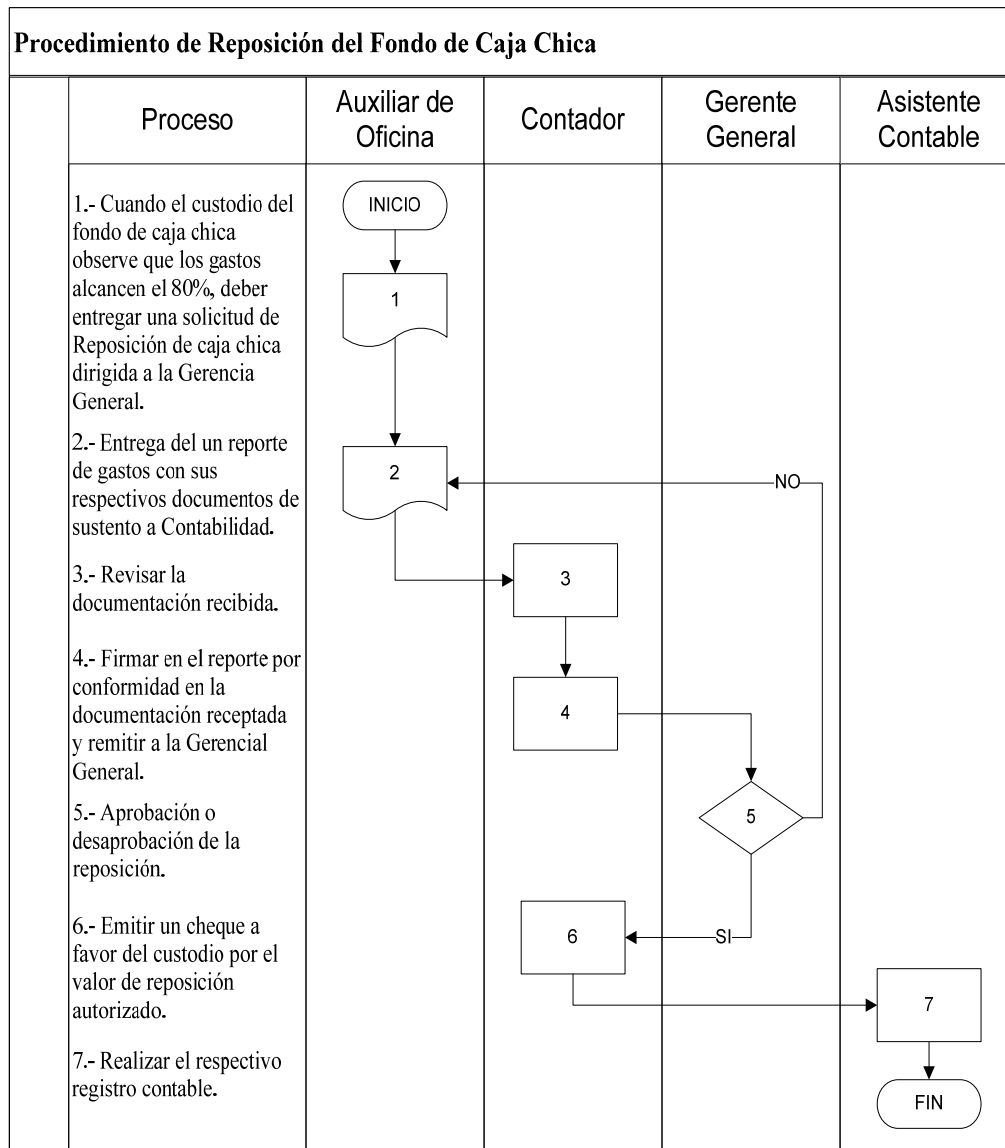 Procedimiento de Reposición del Fondo de Caja Chica
Proceso
Auxiliar de
Oficina
Contador
Gerente
General
Asistente
Contable
1.- Cuando el custodio del
fondo de caja chica
observe que los gastos
alcancen el 80%, deber
entregar una solicitud de
Reposición de caja chica
dirigida a la Gerencia
General.
2.- Entrega del un reporte
de gastos con sus
respectivos documentos de
sustento a Contabilidad.
3.- Revisar la
documentación recibida.
4.- Firmar en el reporte por
conformidad en la
documentación receptada
y remitir a la Gerencial
General.
5.- Aprobación o
desaprobación de la
reposición.
6.- Emitir un cheque a
favor del custodio por el
valor de reposición
autorizado.
7.- Realizar el respectivo
registro contable.
INICIO
1
2
NO
3
4
5
6
SI
7
FIN